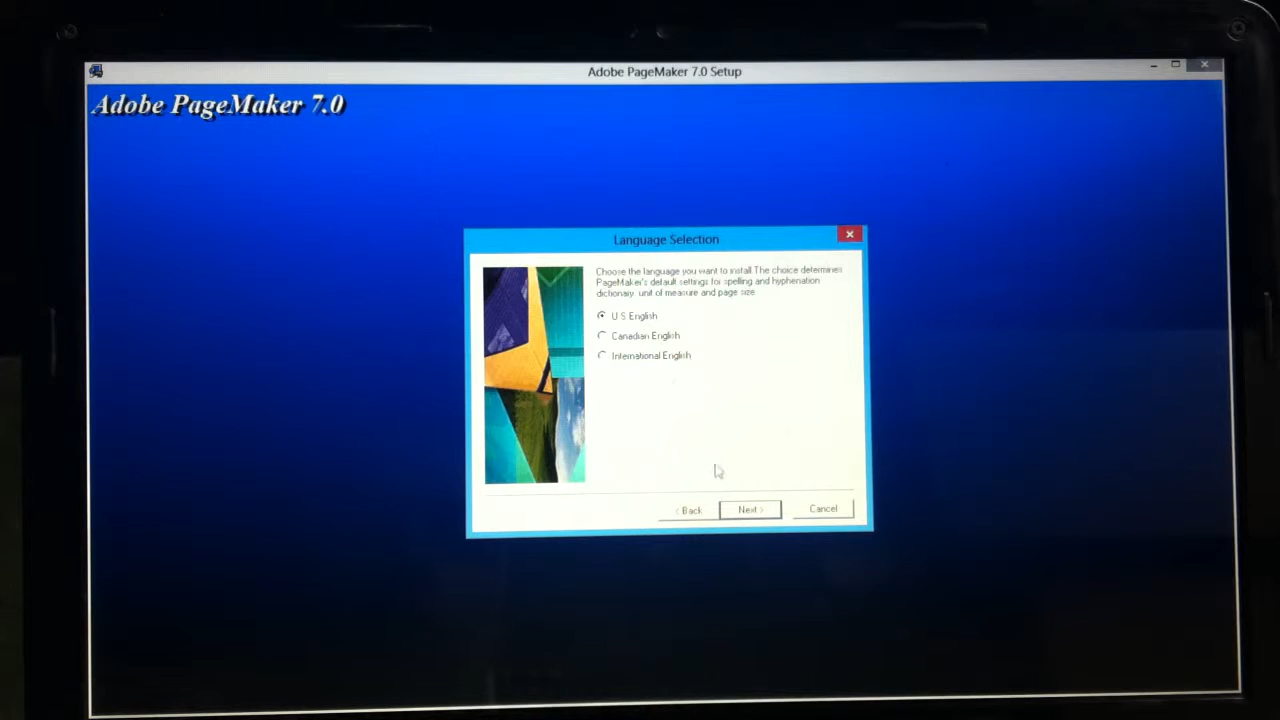 Adobe PageMaker 7.0 Setup
Adobe PageMaker 7.0
Language Selection
Choose the language you want to install.The choice determines
PageMaker's default settings for spelling and hyphenation
dictionary, unit of measure and page size.
U.S.English
Canadian English
International English
< Back
Next >
Cancel